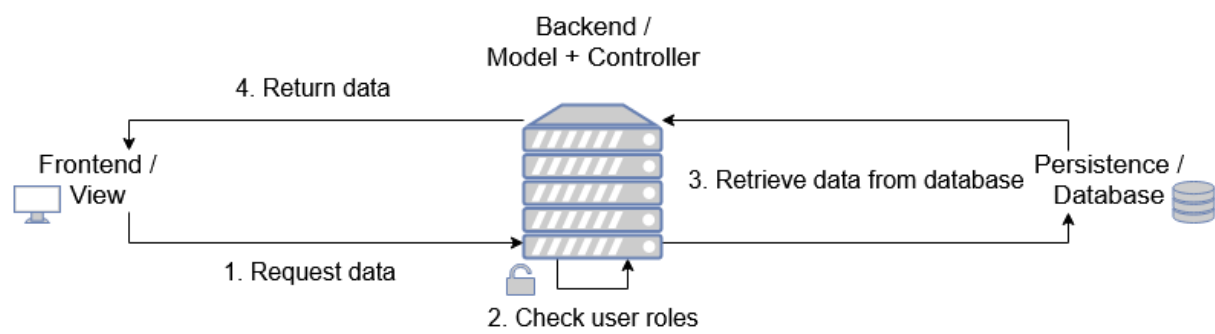 Backend /
Model + Controller
4. Return data
Frontend /
View
3. Retrieve data from database
Persistence /
Database
1. Request data
2. Check user roles